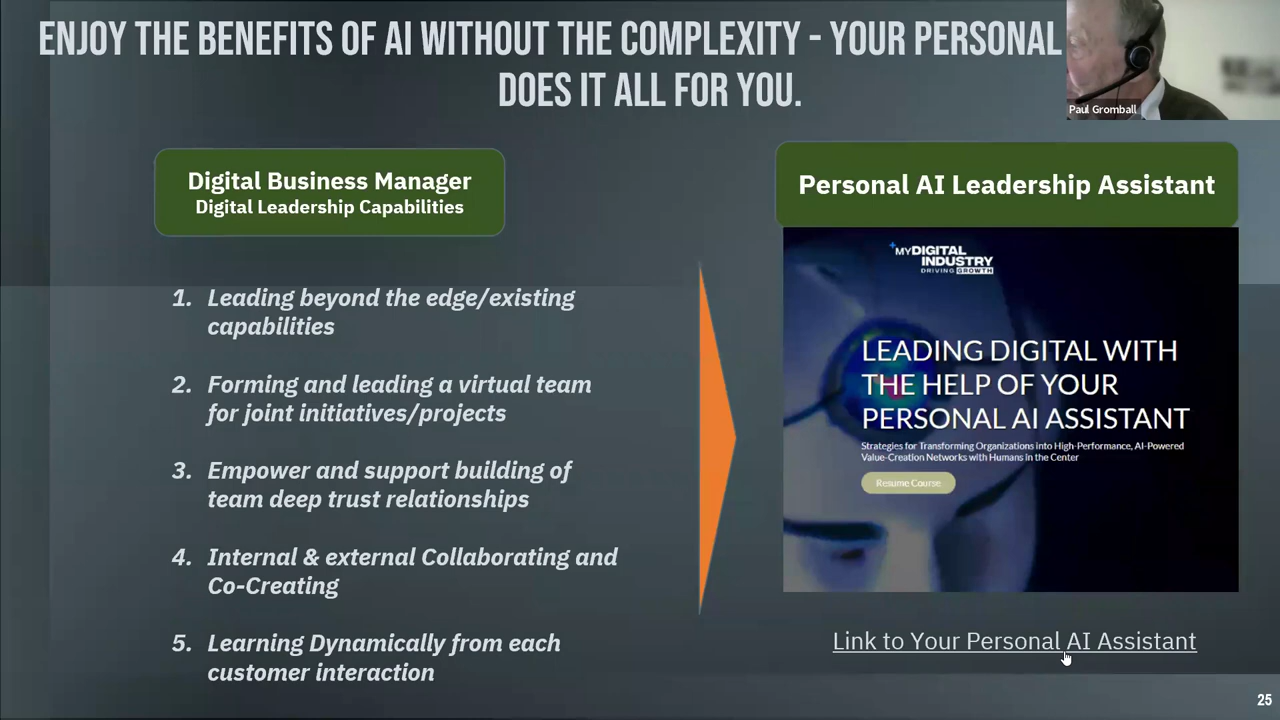 ENJOY THE BENEFITS OF AI WITHOUT THE COMPLEXITY - YOUR PERSONAL
DOES IT ALL FOR YOU.
Paul Gromball
Digital Business Manager
Digital Leadership Capabilities
1. Leading beyond the edge/existing
capabilities
2. Forming and leading a virtual team
for joint initiatives/projects
3. Empower and support building of
team deep trust relationships
4. Internal & external Collaborating and
Co-Creating
5. Learning Dynamically from each
customer interaction
Personal AI Leadership Assistant
MYDIGITAL
INDUSTRY
DRIVING GROWTH
LEADING DIGITAL WITH
THE HELP OF YOUR
PERSONAL AI ASSISTANT
Strategies for Transforming Organizations into High-Performance, AI-Powered
Value-Creation Networks with Humans in the Center
Resume Course
Link to Your Personal AI Assistant
25